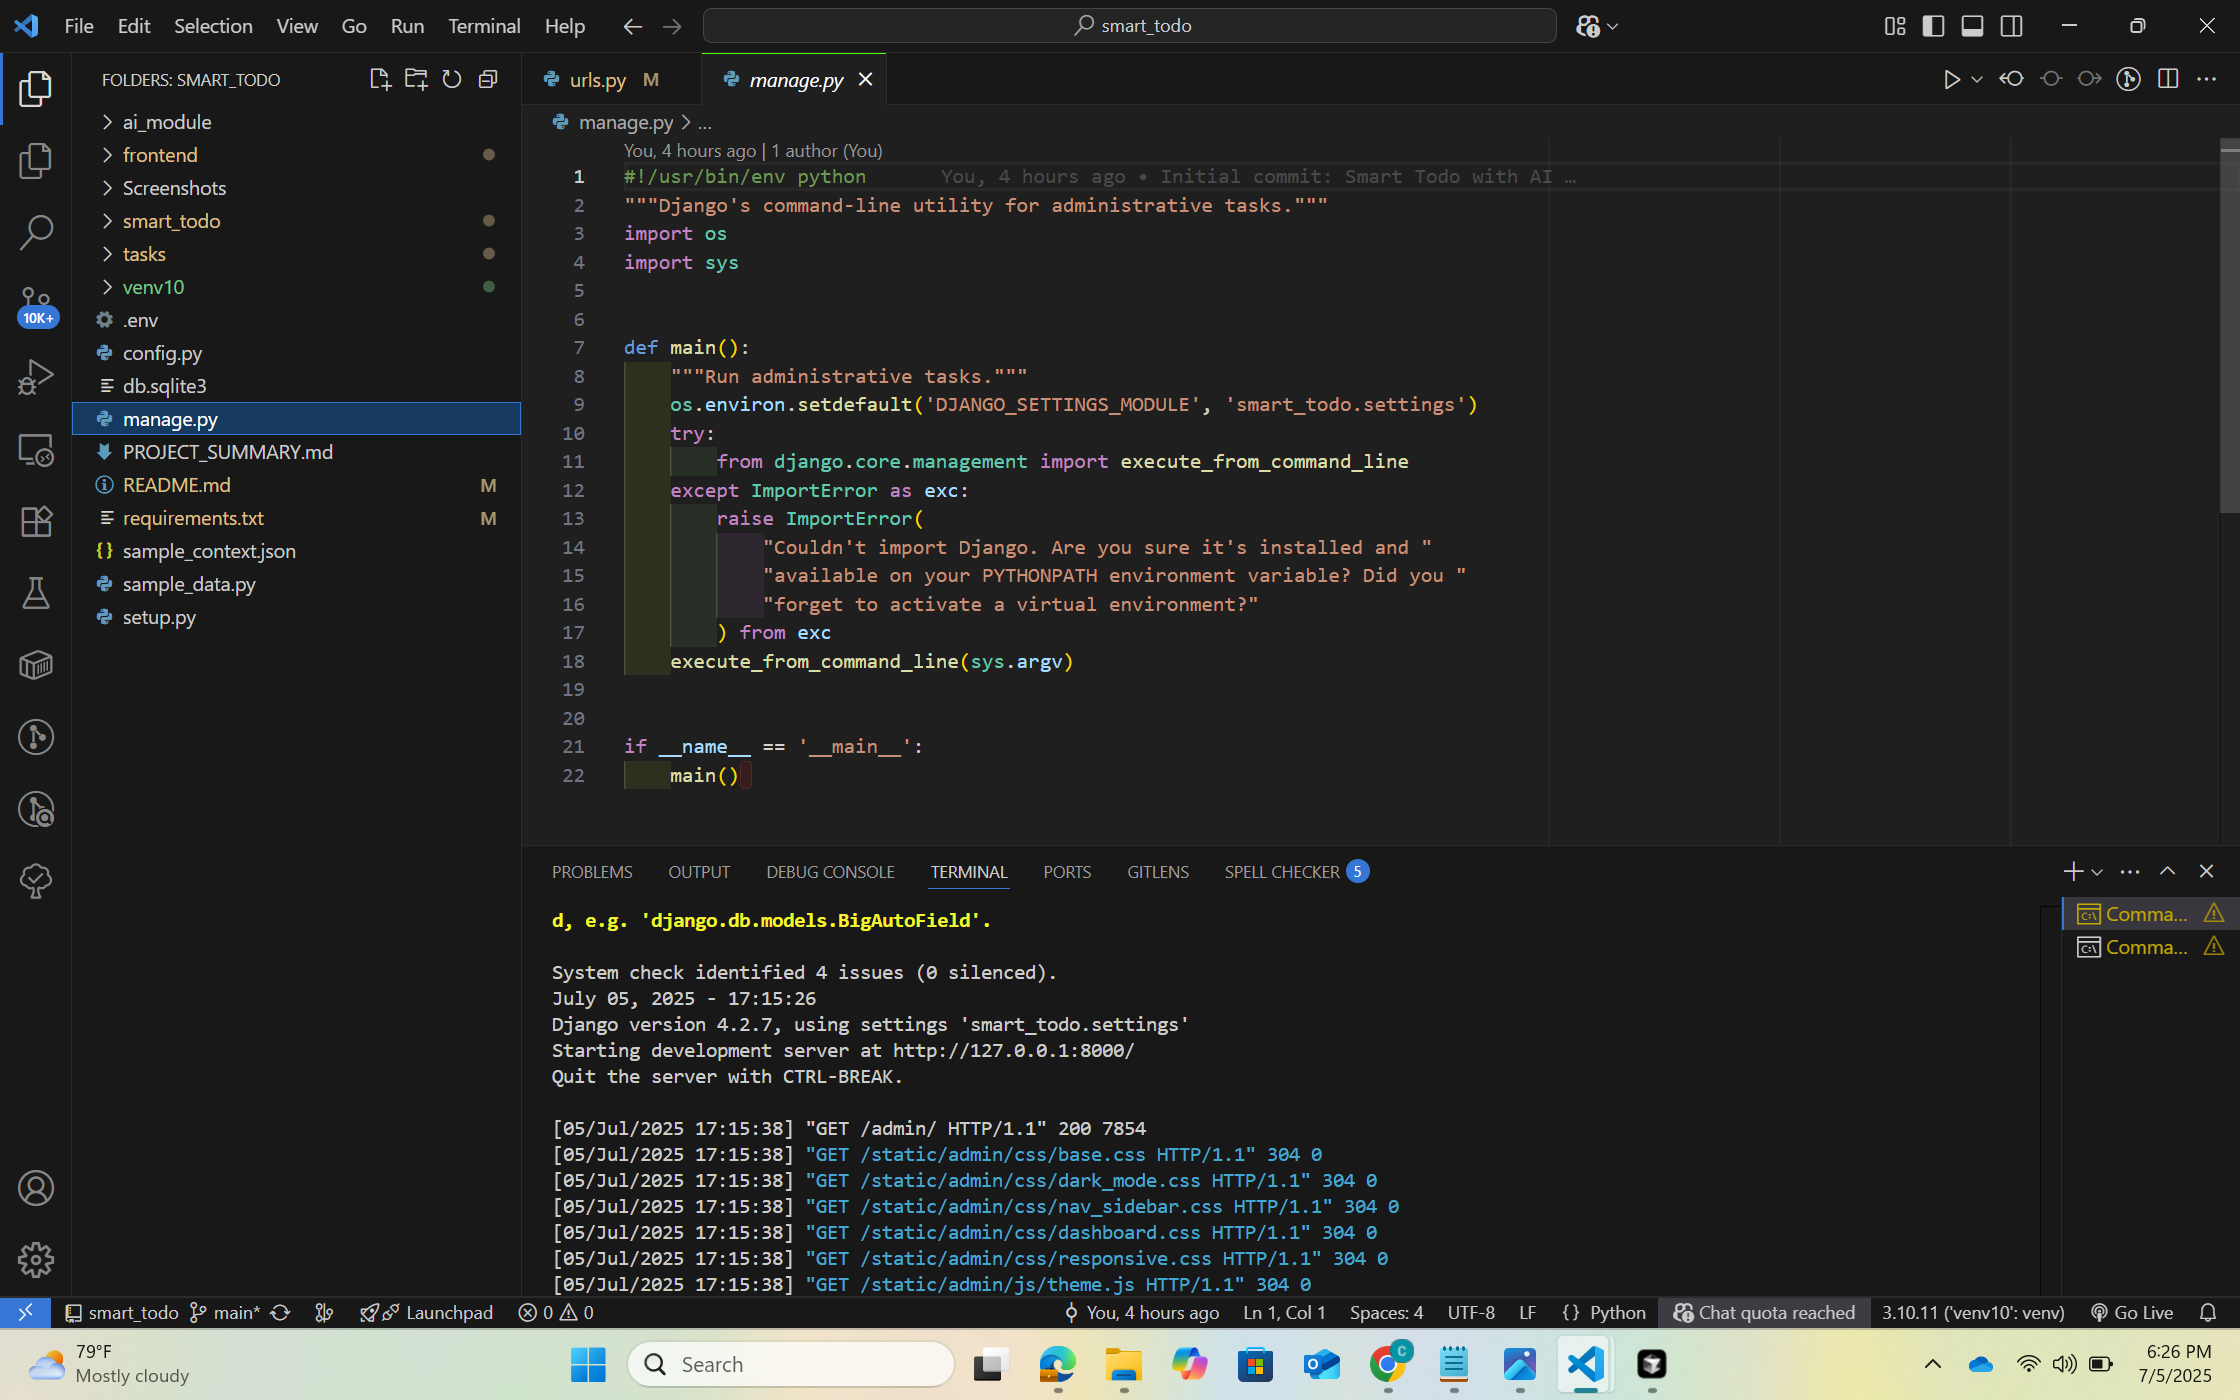 File Edit Selection View Go Run Terminal Help smart_todo
FOLDERS: SMART_TODO
ai_module
frontend
Screenshots
smart_todo
tasks
venv10
.env
config.py
db.sqlite3
manage.py
PROJECT_SUMMARY.md
README.md M
requirements.txt M
sample_context.json
sample_data.py
setup.py
10K+
urls.py M manage.py
manage.py > ...
You, 4 hours ago | 1 author (You)
1 #!/usr/bin/env python You, 4 hours ago • Initial commit: Smart Todo with AI …
2 """Django's command-line utility for administrative tasks."""
3 import os
4 import sys
5
6
7 def main():
8 """Run administrative tasks."""
9 os.environ.setdefault('DJANGO_SETTINGS_MODULE', 'smart_todo.settings')
10 try:
11 from django.core.management import execute_from_command_line
12 except ImportError as exc:
13 raise ImportError(
14 "Couldn't import Django. Are you sure it's installed and "
15 "available on your PYTHONPATH environment variable? Did you "
16 "forget to activate a virtual environment?"
17 ) from exc
18 execute_from_command_line(sys.argv)
19
20
21 if __name__ == '__main__':
22 main()
PROBLEMS OUTPUT DEBUG CONSOLE TERMINAL PORTS GITLENS SPELL CHECKER 5
d, e.g. 'django.db.models.BigAutoField'.
System check identified 4 issues (0 silenced).
July 05, 2025 - 17:15:26
Django version 4.2.7, using settings 'smart_todo.settings'
Starting development server at http://127.0.0.1:8000/
Quit the server with CTRL-BREAK.
[05/Jul/2025 17:15:38] "GET /admin/ HTTP/1.1" 200 7854
[05/Jul/2025 17:15:38] "GET /static/admin/css/base.css HTTP/1.1" 304 0
[05/Jul/2025 17:15:38] "GET /static/admin/css/dark_mode.css HTTP/1.1" 304 0
[05/Jul/2025 17:15:38] "GET /static/admin/css/nav_sidebar.css HTTP/1.1" 304 0
[05/Jul/2025 17:15:38] "GET /static/admin/css/dashboard.css HTTP/1.1" 304 0
[05/Jul/2025 17:15:38] "GET /static/admin/css/responsive.css HTTP/1.1" 304 0
[05/Jul/2025 17:15:38] "GET /static/admin/js/theme.js HTTP/1.1" 304 0
Comma...
Comma...
smart_todo main* Launchpad 0 0 You, 4 hours ago Ln 1, Col 1 Spaces: 4 UTF-8 LF {} Python Chat quota reached 3.10.11 ('venv10': venv) Go Live
79°F
Mostly cloudy
Search
6:26 PM
7/5/2025